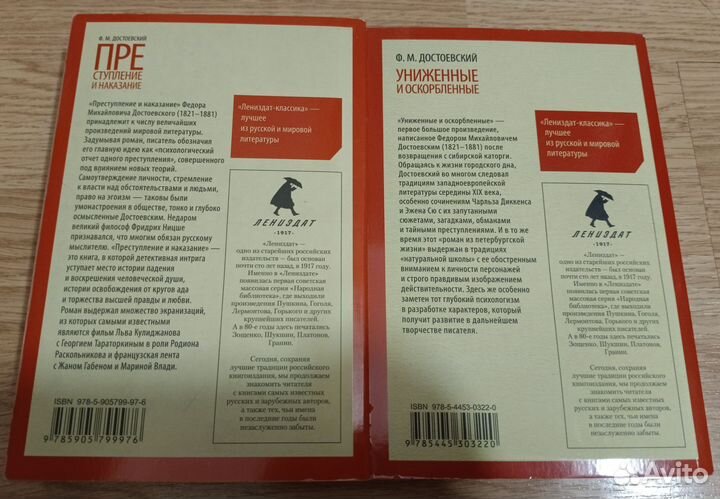 Ф. М. ДОСТОЕВСКИЙ
ПРЕ
СТУПЛЕНИЕ
И НАКАЗАНИЕ
«Преступление и наказание» Федора
Михайловича Достоевского (1821–1881)
принадлежит к числу величайших
произведений мировой литературы.
Задумывая роман, писатель обозначил
его главную идею как «психологический
отчет одного преступления», совершенного
под влиянием новых теорий.
Самоутверждение личности, стремление
к власти над обстоятельствами и людьми,
право на эгоизм — таковы были
умонастроения в обществе, тонко и глубоко
осмысленные Достоевским. Недаром
великий философ Фридрих Ницше
признавался, что многим обязан русскому
мыслителю. «Преступление и наказание» —
это книга, в которой детективная интрига
уступает место истории падения
и воскрешения человеческой души,
истории освобождения от кругов ада
и торжества высшей правды и любви.
Роман выдержал множество экранизаций,
из которых самыми известными
являются фильм Льва Кулиджанова
с Георгием Тараторкиным в роли Родиона
Раскольникова и французская лента
с Жаном Габеном и Мариной Влади.
ISBN 978-5-905799-97-6
9 785905 799976
«Лениздат-классика» —
лучшее
из русской и мировой
литературы
ЛЕНИЗДАТ
·1917·
«Лениздат» —
одно из старейших российских
издательств — был основан
почти сто лет назад, в 1917 году.
Именно в «Лениздате»
появилась первая советская
массовая серия «Народная
библиотека», где выходили
произведения Пушкина, Гоголя,
Лермонтова, Горького и других
крупнейших писателей.
А в 80-е годы здесь печатались
Зощенко, Шукшин, Платонов,
Гранин.
Сегодня, сохраняя
лучшие традиции российского
книгоиздания, мы продолжаем
знакомить читателя
с книгами самых известных
русских и зарубежных авторов,
а также тех, чьи имена
в последние годы были
незаслуженно забыты.
Ф. М. ДОСТОЕВСКИЙ
УНИЖЕННЫЕ
И ОСКОРБЛЕННЫЕ
«Униженные и оскорбленные» —
первое большое произведение,
написанное Федором Михайловичем
Достоевским (1821–1881) после
возвращения с сибирской каторги.
Обращаясь к жизни городского дна,
Достоевский во многом следовал
традициям западноевропейской
литературы середины XIX века,
особенно сочинениям Чарльза Диккенса
и Эжена Сю с их запутанными
сюжетами, загадками, обманами
и тайными преступлениями. И в то же
время этот «роман из петербургской
жизни» выдержан в традициях
«натуральной школы» с ее обостренным
вниманием к личности персонажей
и строго правдивым изображением
действительности. Здесь же особенно
заметен тот глубокий психологизм
в разработке характеров, который
получит развитие в дальнейшем
творчестве писателя.
ISBN 978-5-4453-0322-0
9 785445 303220
«Лениздат-классика» —
лучшее
из русской и мировой
литературы
ЛЕНИЗДАТ
·1917·
«Лениздат» —
одно из старейших российских
издательств — был основан
почти сто лет назад, в 1917 году.
Именно в «Лениздате»
появилась первая советская
массовая серия «Народная
библиотека», где выходили
произведения Пушкина, Гоголя,
Лермонтова, Горького и других
крупнейших писателей.
А в 80-е годы здесь печатались
Зощенко, Шукшин, Платонов,
Гранин.
Сегодня, сохраняя
лучшие традиции российского
книгоиздания, мы продолжаем
знакомить читателя
с книгами самых известных
русских и зарубежных авторов,
а также тех, чьи имена
в последние годы были
незаслуженно забыты.
Avito